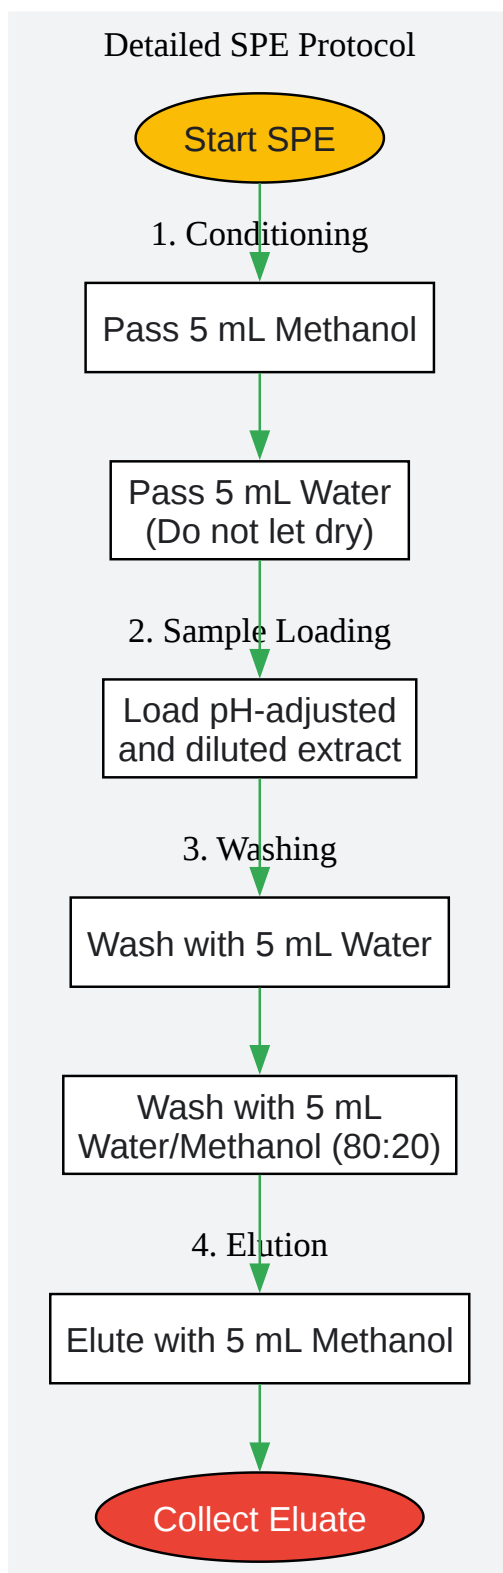 Detailed SPE Protocol
Start SPE
1. Conditioning
Pass 5 mL Methanol
Pass 5 mL Water
(Do not let dry)
2. Sample Loading
Load pH-adjusted
and diluted extract
3. Washing
Wash with 5 mL Water
Wash with 5 mL
Water/Methanol (80:20)
4. Elution
Elute with 5 mL Methanol
Collect Eluate